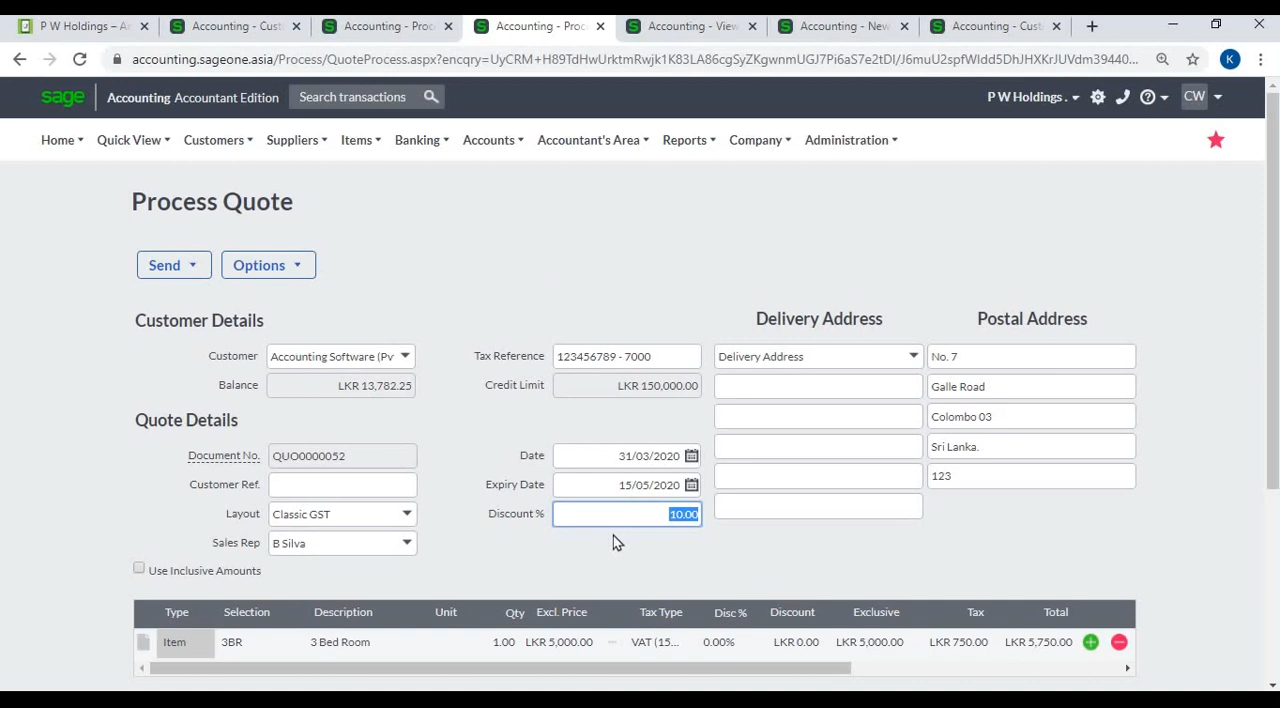 P W Holdings – A
Accounting - Cust
Accounting - Proc
Accounting - Proc
Accounting - View
Accounting - New
Accounting - Cust
accounting.sageone.asia/Process/QuoteProcess.aspx?encqry=UyCRM+H89TdHwUrktmRwjk1K83LA86cgSyZKgwnmUGJ7Pi6aS7e2tDI/J6muU2spfWIdd5DhJHXKrJUVdm39440...
K
sage Accounting Accountant Edition Search transactions
P W Holdings . CW
Home Quick View Customers Suppliers Items Banking Accounts Accountant's Area Reports Company Administration
Process Quote
Send Options
Customer Details
Delivery Address Postal Address
Customer Accounting Software (Pv Tax Reference 123456789 - 7000 Delivery Address No. 7
Balance LKR 13,782.25 Credit Limit LKR 150,000.00 Galle Road
Colombo 03
Quote Details
Sri Lanka.
Document No. QUO0000052 Date 31/03/2020
123
Customer Ref. Expiry Date 15/05/2020
Layout Classic GST Discount % 10.00
Sales Rep B Silva
Use Inclusive Amounts
Type Selection Description Unit Qty Excl. Price Tax Type Disc % Discount Exclusive Tax Total
Item 3BR 3 Bed Room 1.00 LKR 5,000.00 VAT (15... 0.00% LKR 0.00 LKR 5,000.00 LKR 750.00 LKR 5,750.00